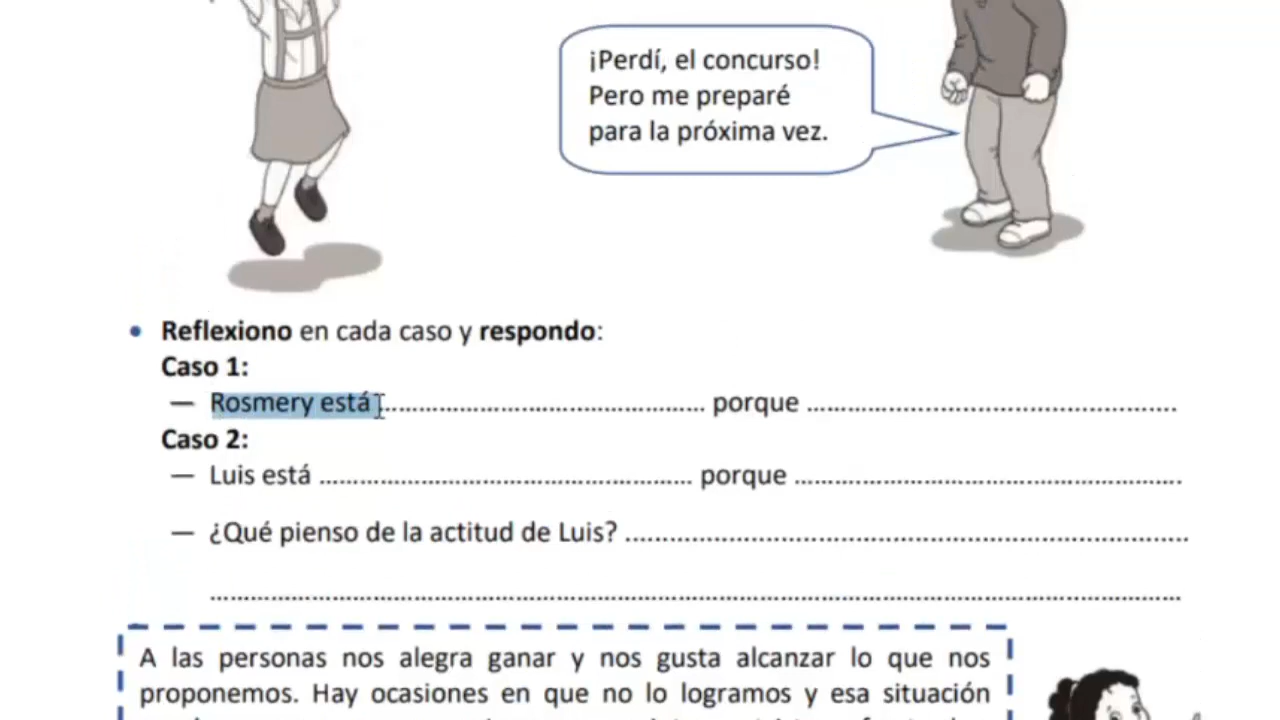 ¡Perdí, el concurso!
Pero me preparé
para la próxima vez.
• Reflexiono en cada caso y respondo:
Caso 1:
— Rosmery está ................................................ porque ......................................................
Caso 2:
— Luis está ....................................................... porque .........................................................
— ¿Qué pienso de la actitud de Luis? ...................................................................................
...............................................................................................................................................
A las personas nos alegra ganar y nos gusta alcanzar lo que nos
proponemos. Hay ocasiones en que no lo logramos y esa situación